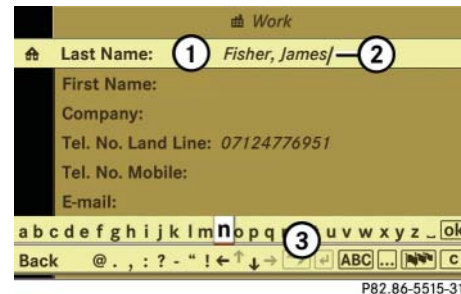 Work
Last Name: 1 Fisher, James 2
First Name:
Company:
Tel. No. Land Line: 07124776951
Tel. No. Mobile:
E-mail:
a b c d e f g h i j k l m n o p q 3 u v w x y z _ ok
Back @ . , : ? - " ! ← ↑ ↓ → ABC ... c
P82.86-5515-31